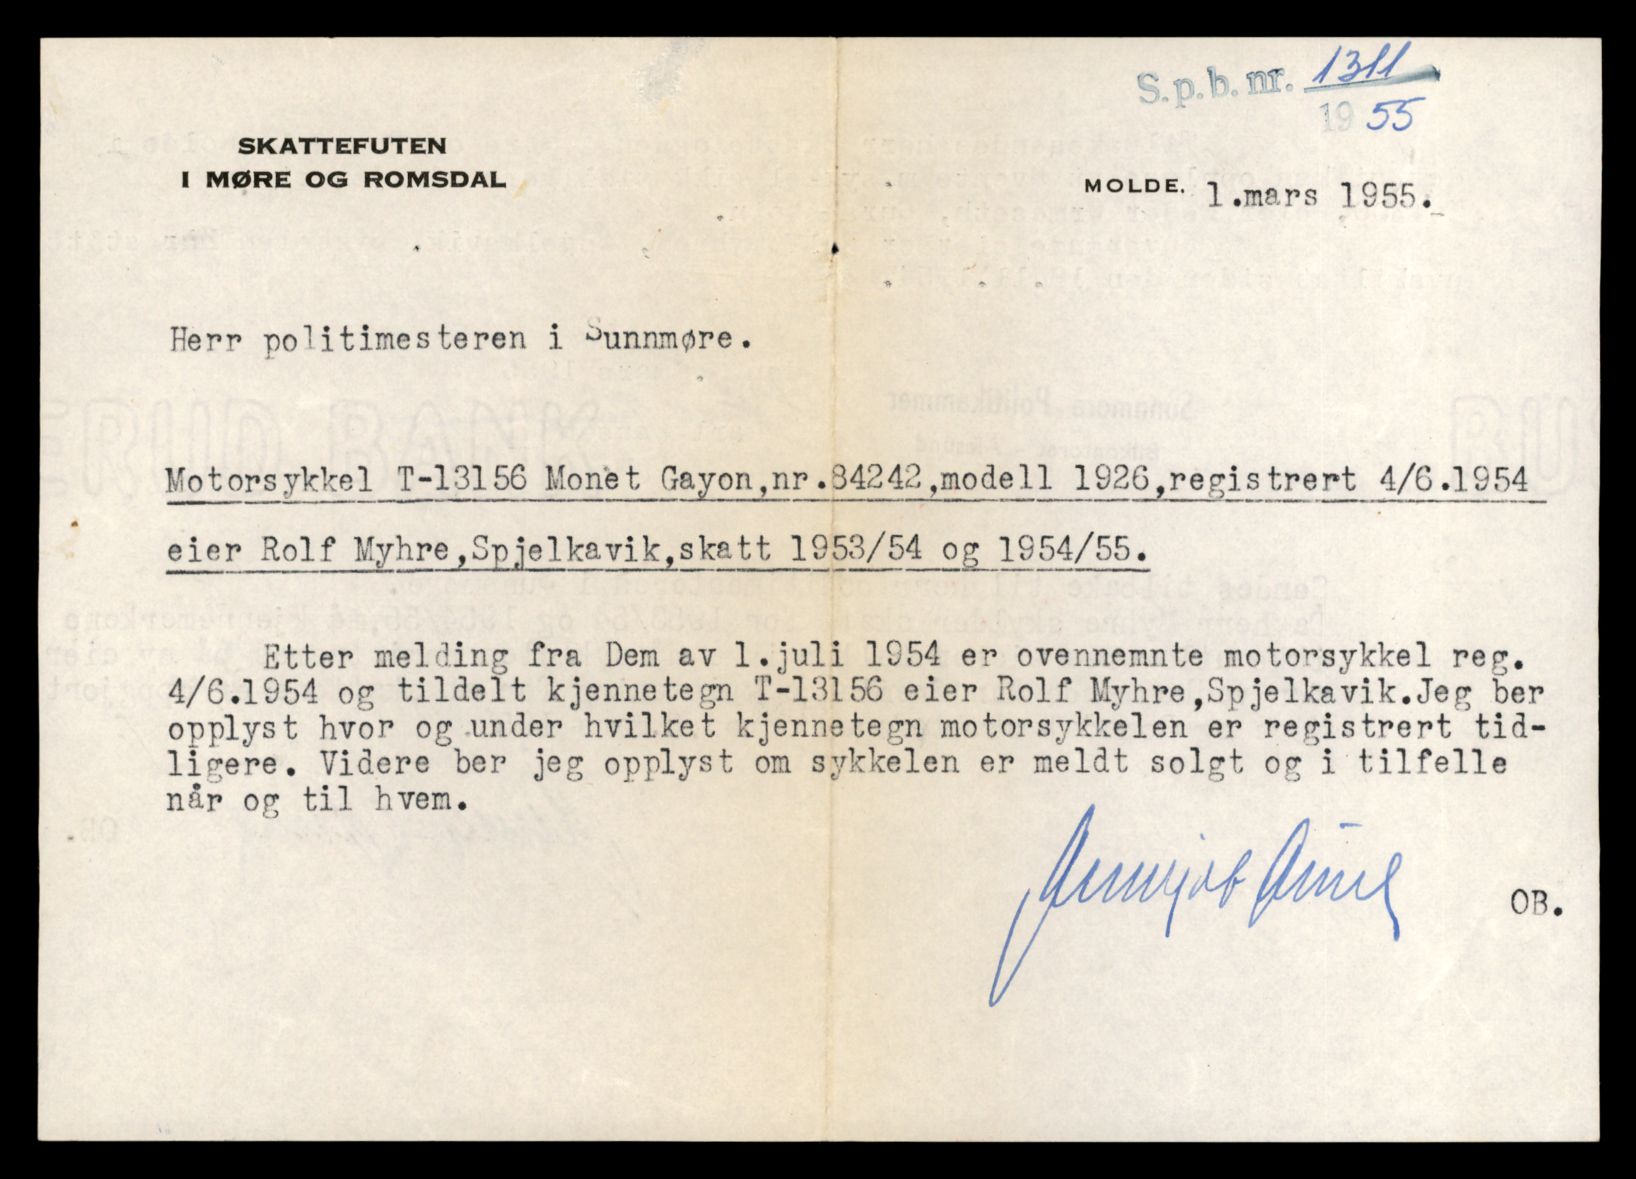 S.p.b. nr. 1311
1955
SKATTEFUTEN
I MØRE OG ROMSDAL
MOLDE. 1.mars 1955.
Herr politimesteren i Sunnmøre.
Motorsykkel T-13156 Monet Gayon,nr.84242,modell 1926,registrert 4/6.1954
eier Rolf Myhre,Spjelkavik,skatt 1953/54 og 1954/55.
Etter melding fra Dem av 1.juli 1954 er ovennemnte motorsykkel reg.
4/6.1954 og tildelt kjennetegn T-13156 eier Rolf Myhre,Spjelkavik.Jeg ber
opplyst hvor og under hvilket kjennetegn motorsykkelen er registrert tid-
ligere. Videre ber jeg opplyst om sykkelen er meldt solgt og i tilfelle
når og til hvem.
OB.